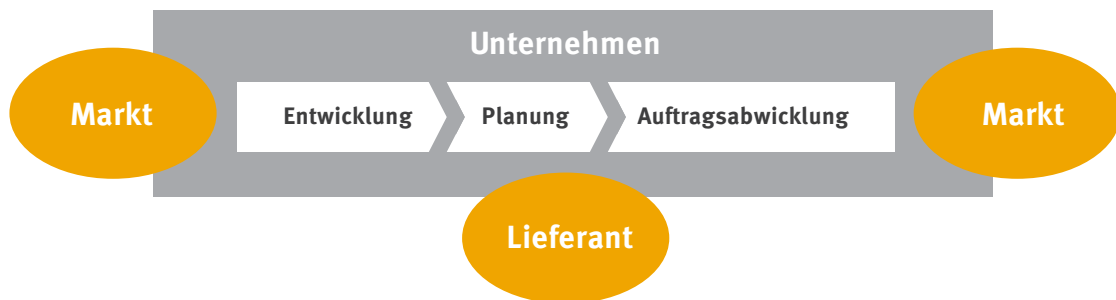 Unternehmen
Markt
Entwicklung
Planung
Auftragsabwicklung
Markt
Lieferant